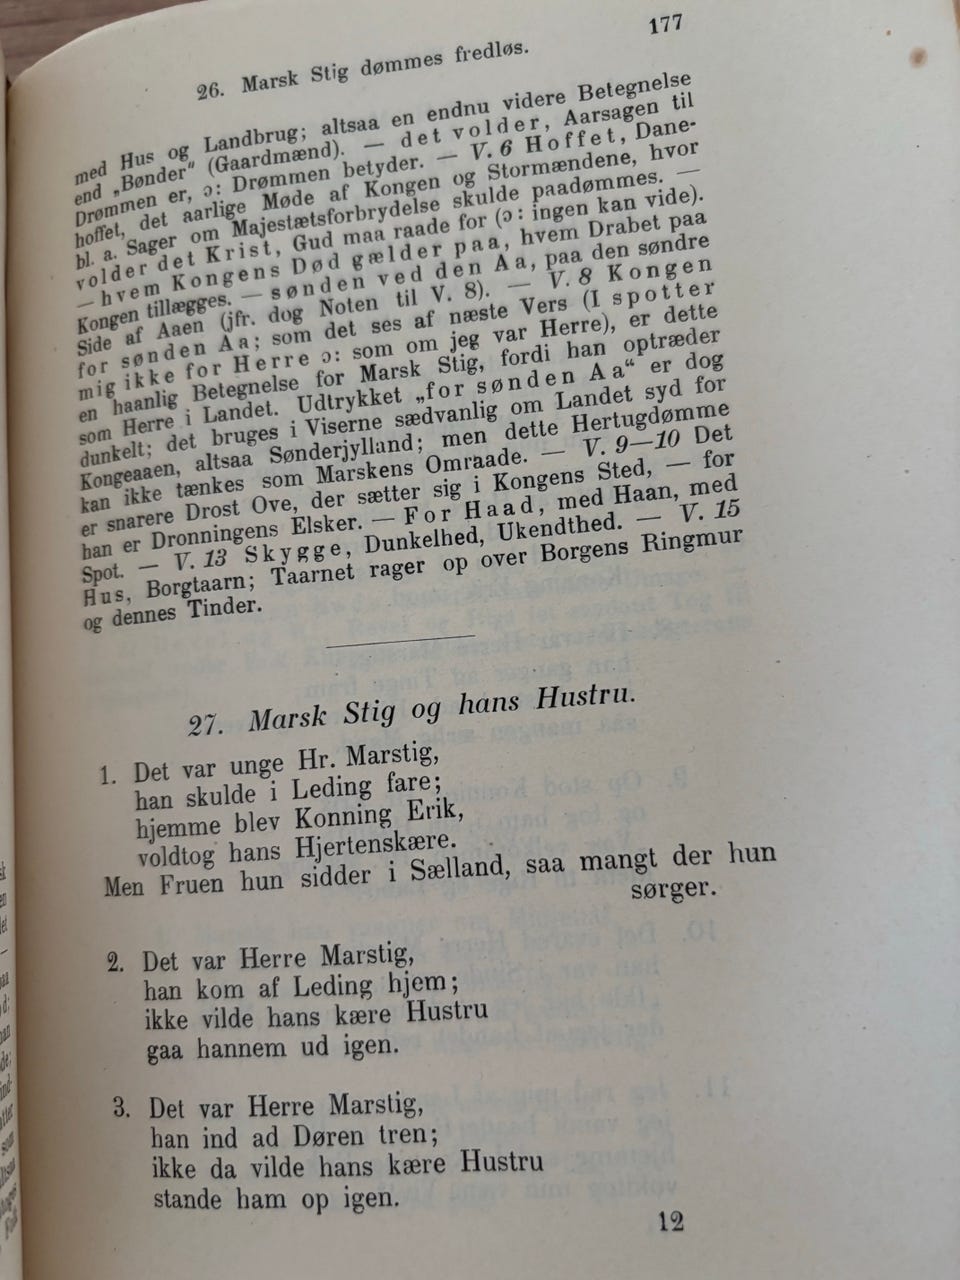 26. Marsk Stig dømmes fredløs.
177
med Hus og Landbrug; altsaa en endnu videre Betegnelse
end „Bønder“ (Gaardmænd). — det volder, Aarsagen til
Drømmen er, ɔ: Drømmen betyder. — V. 6 Hoffet, Dane-
hoffet, det aarlige Møde af Kongen og Stormændene, hvor
bl. a. Sager om Majestætsforbrydelse skulde paadømmes. —
volder det Krist, Gud maa raade for (ɔ: ingen kan vide).
— hvem Kongens Død gælder paa, hvem Drabet paa
Kongen tillægges. — sønden ved den Aa, paa den søndre
Side af Aaen (jfr. dog Noten til V. 8). — V. 8 Kongen
for sønden Aa; som det ses af næste Vers (I spotter
mig ikke for Herre ɔ: som om jeg var Herre), er dette
en haanlig Betegnelse for Marsk Stig, fordi han optræder
som Herre i Landet. Udtrykket „for sønden Aa“ er dog
dunkelt; det bruges i Viserne sædvanlig om Landet syd for
Kongeaaen, altsaa Sønderjylland; men dette Hertugdømme
kan ikke tænkes som Marskens Omraade. — V. 9—10 Det
er snarere Drost Ove, der sætter sig i Kongens Sted, — for
han er Dronningens Elsker. — For Haad, med Haan, med
Spot. — V. 13 Skygge, Dunkelhed, Ukendthed. — V. 15
Hus, Borgtaarn; Taarnet rager op over Borgens Ringmur
og dennes Tinder.
27. Marsk Stig og hans Hustru.
1. Det var unge Hr. Marstig,
han skulde i Leding fare;
hjemme blev Konning Erik,
voldtog hans Hjertenskære.
Men Fruen hun sidder i Sælland, saa mangt der hun
sørger.
2. Det var Herre Marstig,
han kom af Leding hjem;
ikke vilde hans kære Hustru
gaa hannem ud igen.
3. Det var Herre Marstig,
han ind ad Døren tren;
ikke da vilde hans kære Hustru
stande ham op igen.
12